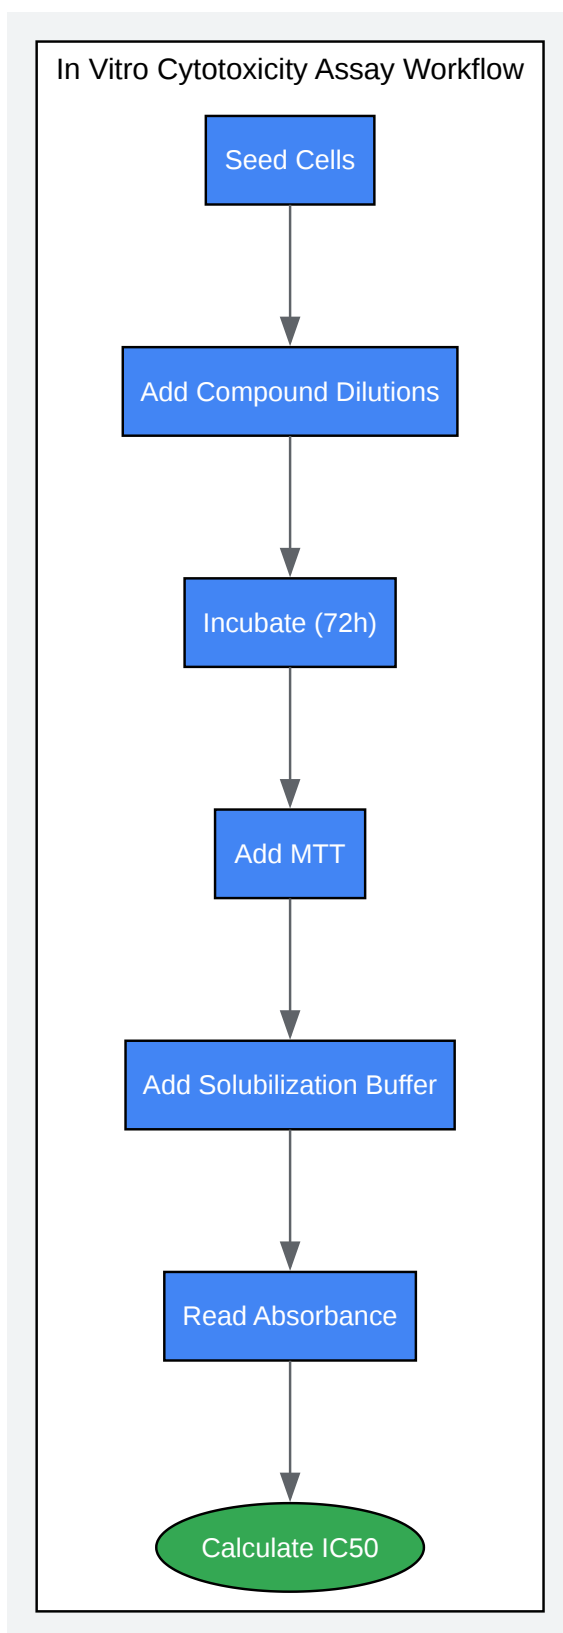 In Vitro Cytotoxicity Assay Workflow
Seed Cells
Add Compound Dilutions
Incubate (72h)
Add MTT
Add Solubilization Buffer
Read Absorbance
Calculate IC50